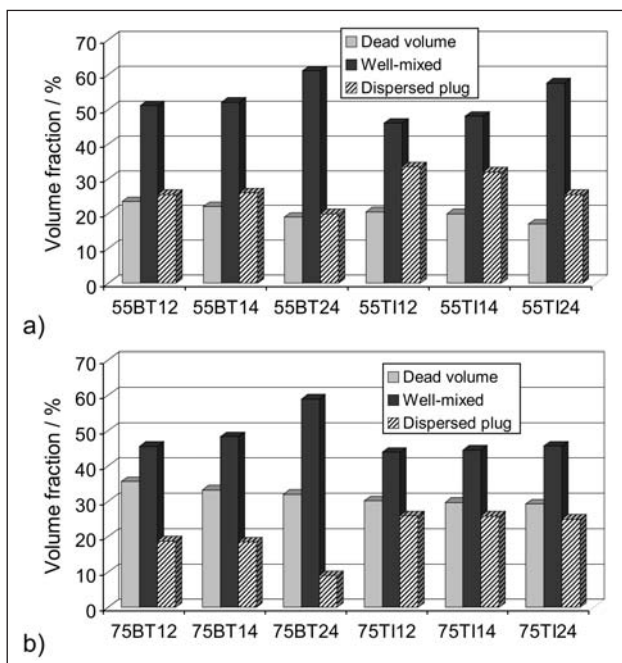 70
60
50
40
30
20
10
0
Volume fraction / %
Dead volume
Well-mixed
Dispersed plug
55BT12 55BT14 55BT24 55TI12 55TI14 55TI24
a)
70
60
50
40
30
20
10
0
Volume fraction / %
Dead volume
Well-mixed
Dispersed plug
75BT12 75BT14 75BT24 75TI12 75TI14 75TI24
b)